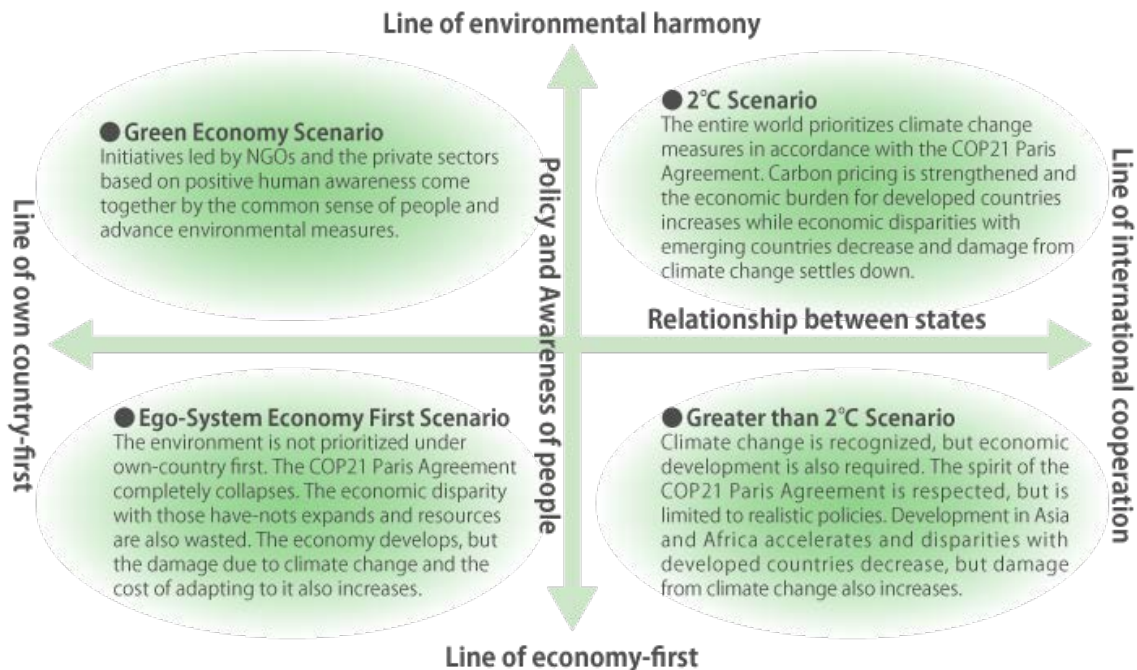 Line of environmental harmony
● Green Economy Scenario
Initiatives led by NGOs and the private sectors
based on positive human awareness come
together by the common sense of people and
advance environmental measures.
● 2°C Scenario
The entire world prioritizes climate change
measures in accordance with the COP21 Paris
Agreement. Carbon pricing is strengthened and
the economic burden for developed countries
increases while economic disparities with
emerging countries decrease and damage from
climate change settles down.
Line of own country-first
Policy and Awareness of people
Relationship between states
Line of international cooperation
● Ego-System Economy First Scenario
The environment is not prioritized under
own-country first. The COP21 Paris Agreement
completely collapses. The economic disparity
with those have-nots expands and resources
are also wasted. The economy develops, but
the damage due to climate change and the
cost of adapting to it also increases.
● Greater than 2°C Scenario
Climate change is recognized, but economic
development is also required. The spirit of the
COP21 Paris Agreement is respected, but is
limited to realistic policies. Development in Asia
and Africa accelerates and disparities with
developed countries decrease, but damage
from climate change also increases.
Line of economy-first